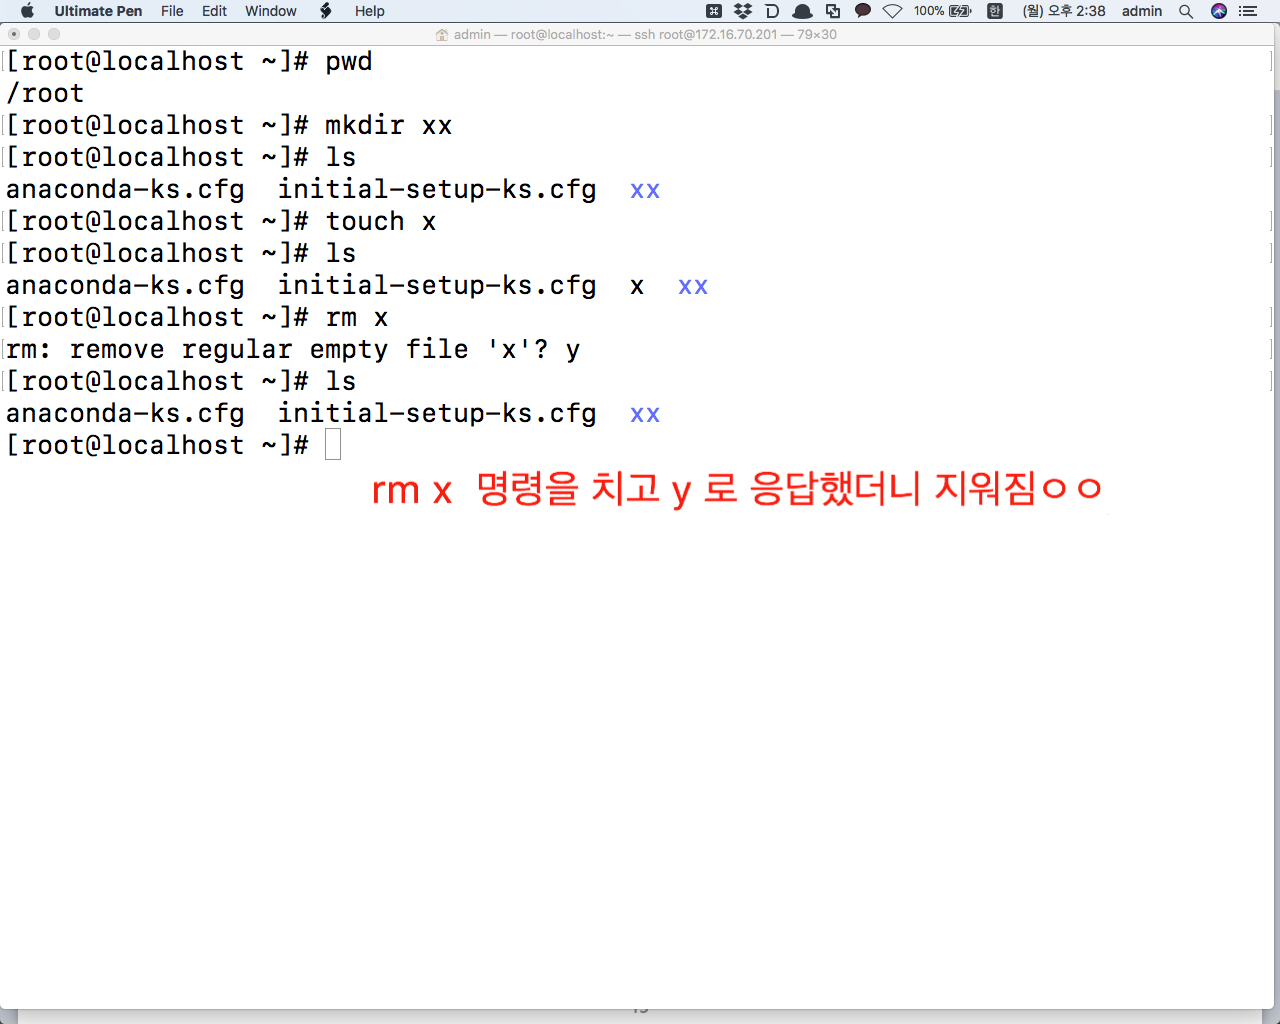 Ultimate Pen File Edit Window Help 100% 한 (월) 오후 2:38 admin
admin — root@localhost:~ — ssh root@172.16.70.201 — 79×30
[root@localhost ~]# pwd
/root
[root@localhost ~]# mkdir xx
[root@localhost ~]# ls
anaconda-ks.cfg  initial-setup-ks.cfg  xx
[root@localhost ~]# touch x
[root@localhost ~]# ls
anaconda-ks.cfg  initial-setup-ks.cfg  x  xx
[root@localhost ~]# rm x
rm: remove regular empty file 'x'? y
[root@localhost ~]# ls
anaconda-ks.cfg  initial-setup-ks.cfg  xx
[root@localhost ~]#
rm x 명령을 치고 y 로 응답했더니 지워짐ㅇㅇ